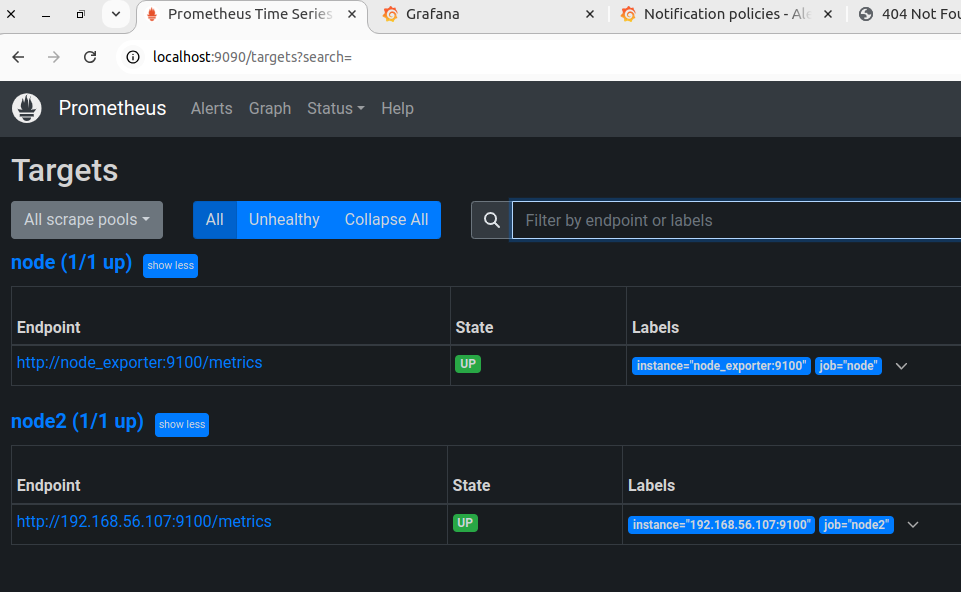 Prometheus Time Series
Grafana
Notification policies - Ale
404 Not Fou
localhost:9090/targets?search=
Prometheus Alerts Graph Status Help
Targets
All scrape pools All Unhealthy Collapse All Filter by endpoint or labels
node (1/1 up) show less
Endpoint State Labels
http://node_exporter:9100/metrics UP instance="node_exporter:9100" job="node"
node2 (1/1 up) show less
Endpoint State Labels
http://192.168.56.107:9100/metrics UP instance="192.168.56.107:9100" job="node2"